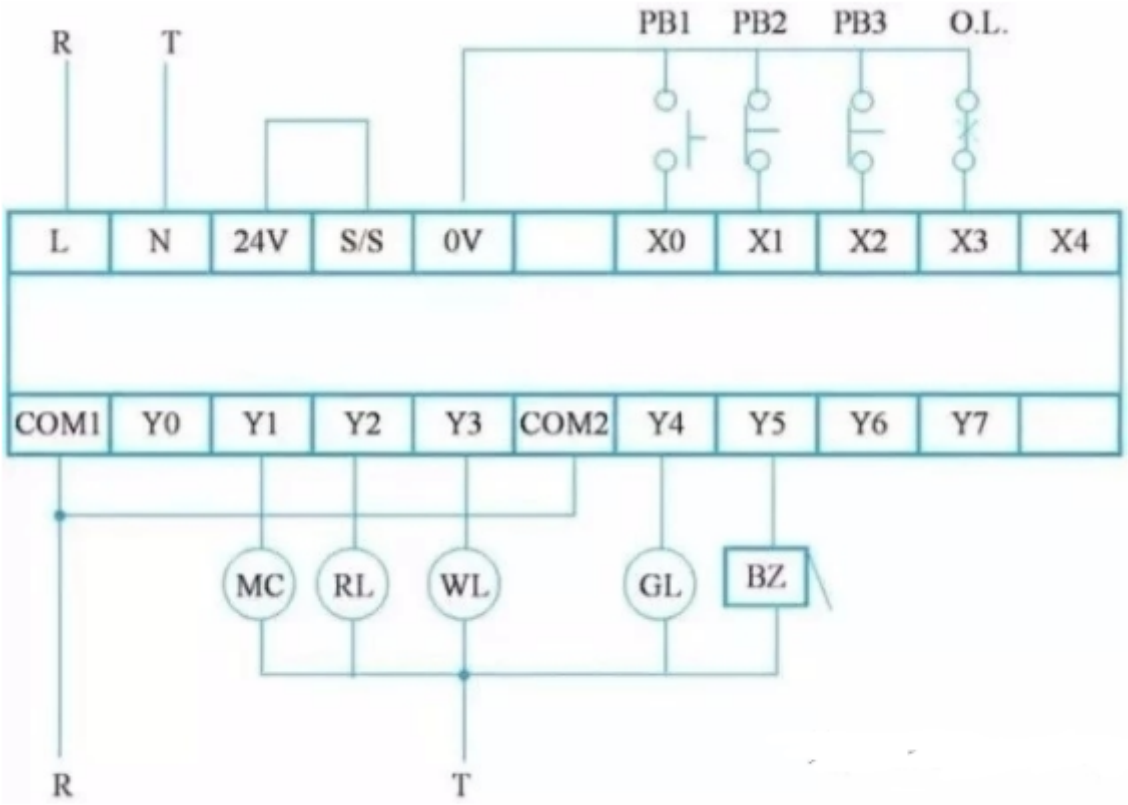 PB1 PB2 PB3 O.L.
R T
L N 24V S/S 0V X0 X1 X2 X3 X4
COM1 Y0 Y1 Y2 Y3 COM2 Y4 Y5 Y6 Y7
MC RL WL GL BZ
R T